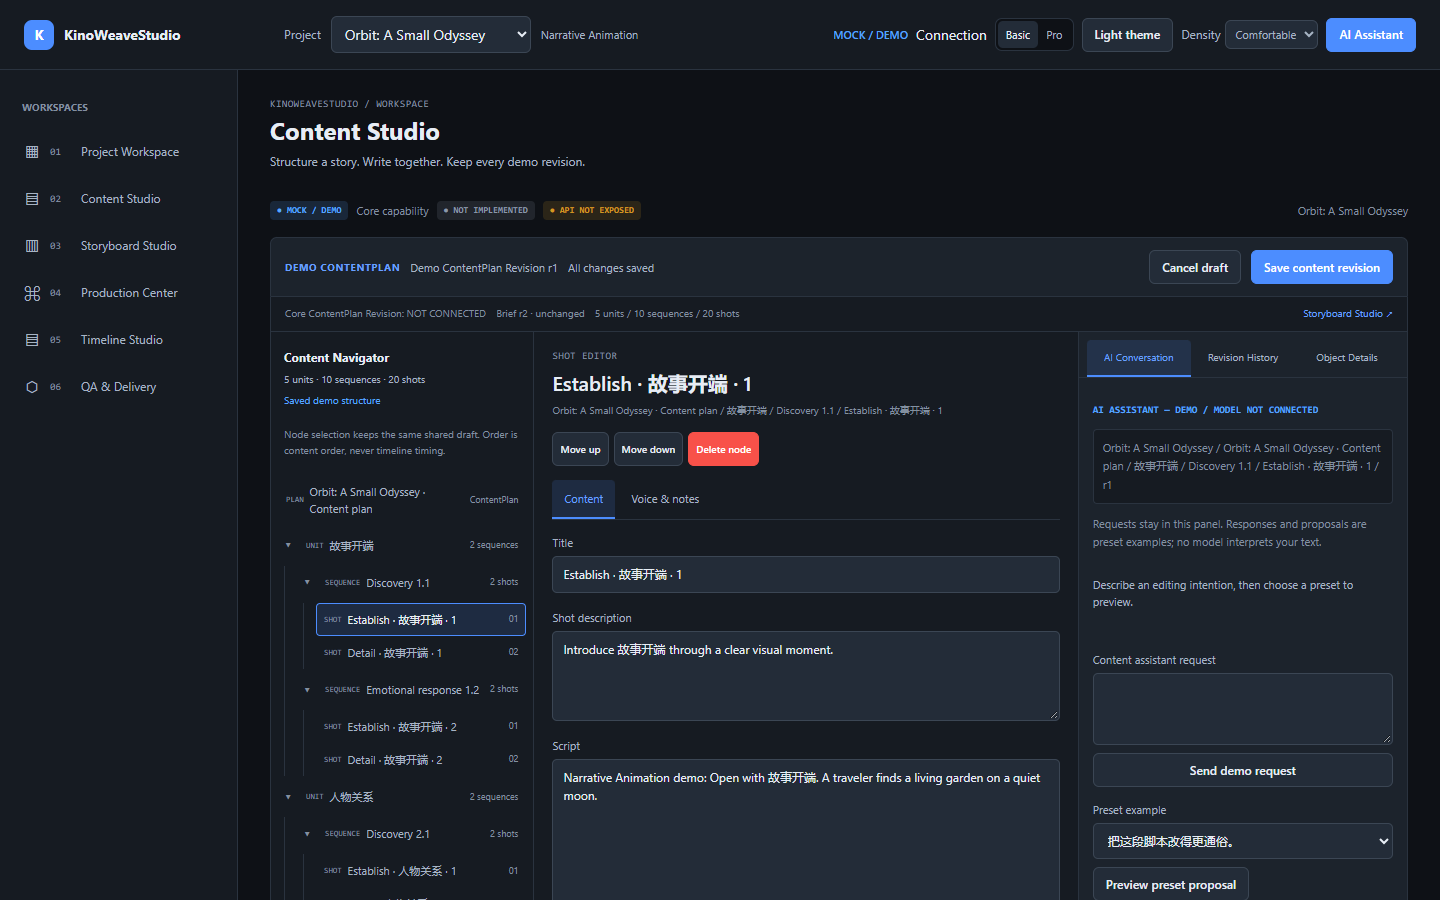 K KinoWeaveStudio
Project Orbit: A Small Odyssey Narrative Animation
MOCK / DEMO Connection Basic Pro Light theme Density Comfortable AI Assistant
WORKSPACES
01 Project Workspace
02 Content Studio
03 Storyboard Studio
04 Production Center
05 Timeline Studio
06 QA & Delivery
KINOWEAVESTUDIO / WORKSPACE
Content Studio
Structure a story. Write together. Keep every demo revision.
MOCK / DEMO Core capability NOT IMPLEMENTED API NOT EXPOSED
Orbit: A Small Odyssey
DEMO CONTENTPLAN Demo ContentPlan Revision r1 All changes saved
Cancel draft Save content revision
Core ContentPlan Revision: NOT CONNECTED Brief r2 · unchanged 5 units / 10 sequences / 20 shots
Storyboard Studio ↗
Content Navigator
5 units · 10 sequences · 20 shots
Saved demo structure
Node selection keeps the same shared draft. Order is
content order, never timeline timing.
PLAN Orbit: A Small Odyssey ·
Content plan
ContentPlan
UNIT 故事开端 2 sequences
SEQUENCE Discovery 1.1 2 shots
SHOT Establish · 故事开端 · 1 01
SHOT Detail · 故事开端 · 1 02
SEQUENCE Emotional response 1.2 2 shots
SHOT Establish · 故事开端 · 2 01
SHOT Detail · 故事开端 · 2 02
UNIT 人物关系 2 sequences
SEQUENCE Discovery 2.1 2 shots
SHOT Establish · 人物关系 · 1 01
SHOT EDITOR
Establish · 故事开端 · 1
Orbit: A Small Odyssey · Content plan / 故事开端 / Discovery 1.1 / Establish · 故事开端 · 1
Move up Move down Delete node
Content Voice & notes
Title
Establish · 故事开端 · 1
Shot description
Introduce 故事开端 through a clear visual moment.
Script
Narrative Animation demo: Open with 故事开端. A traveler finds a living garden on a quiet
moon.
AI Conversation Revision History Object Details
AI ASSISTANT — DEMO / MODEL NOT CONNECTED
Orbit: A Small Odyssey / Orbit: A Small Odyssey · Content
plan / 故事开端 / Discovery 1.1 / Establish · 故事开端 · 1 /
r1
Requests stay in this panel. Responses and proposals are
preset examples; no model interprets your text.
Describe an editing intention, then choose a preset to
preview.
Content assistant request
Send demo request
Preset example
把这段脚本改得更通俗。
Preview preset proposal